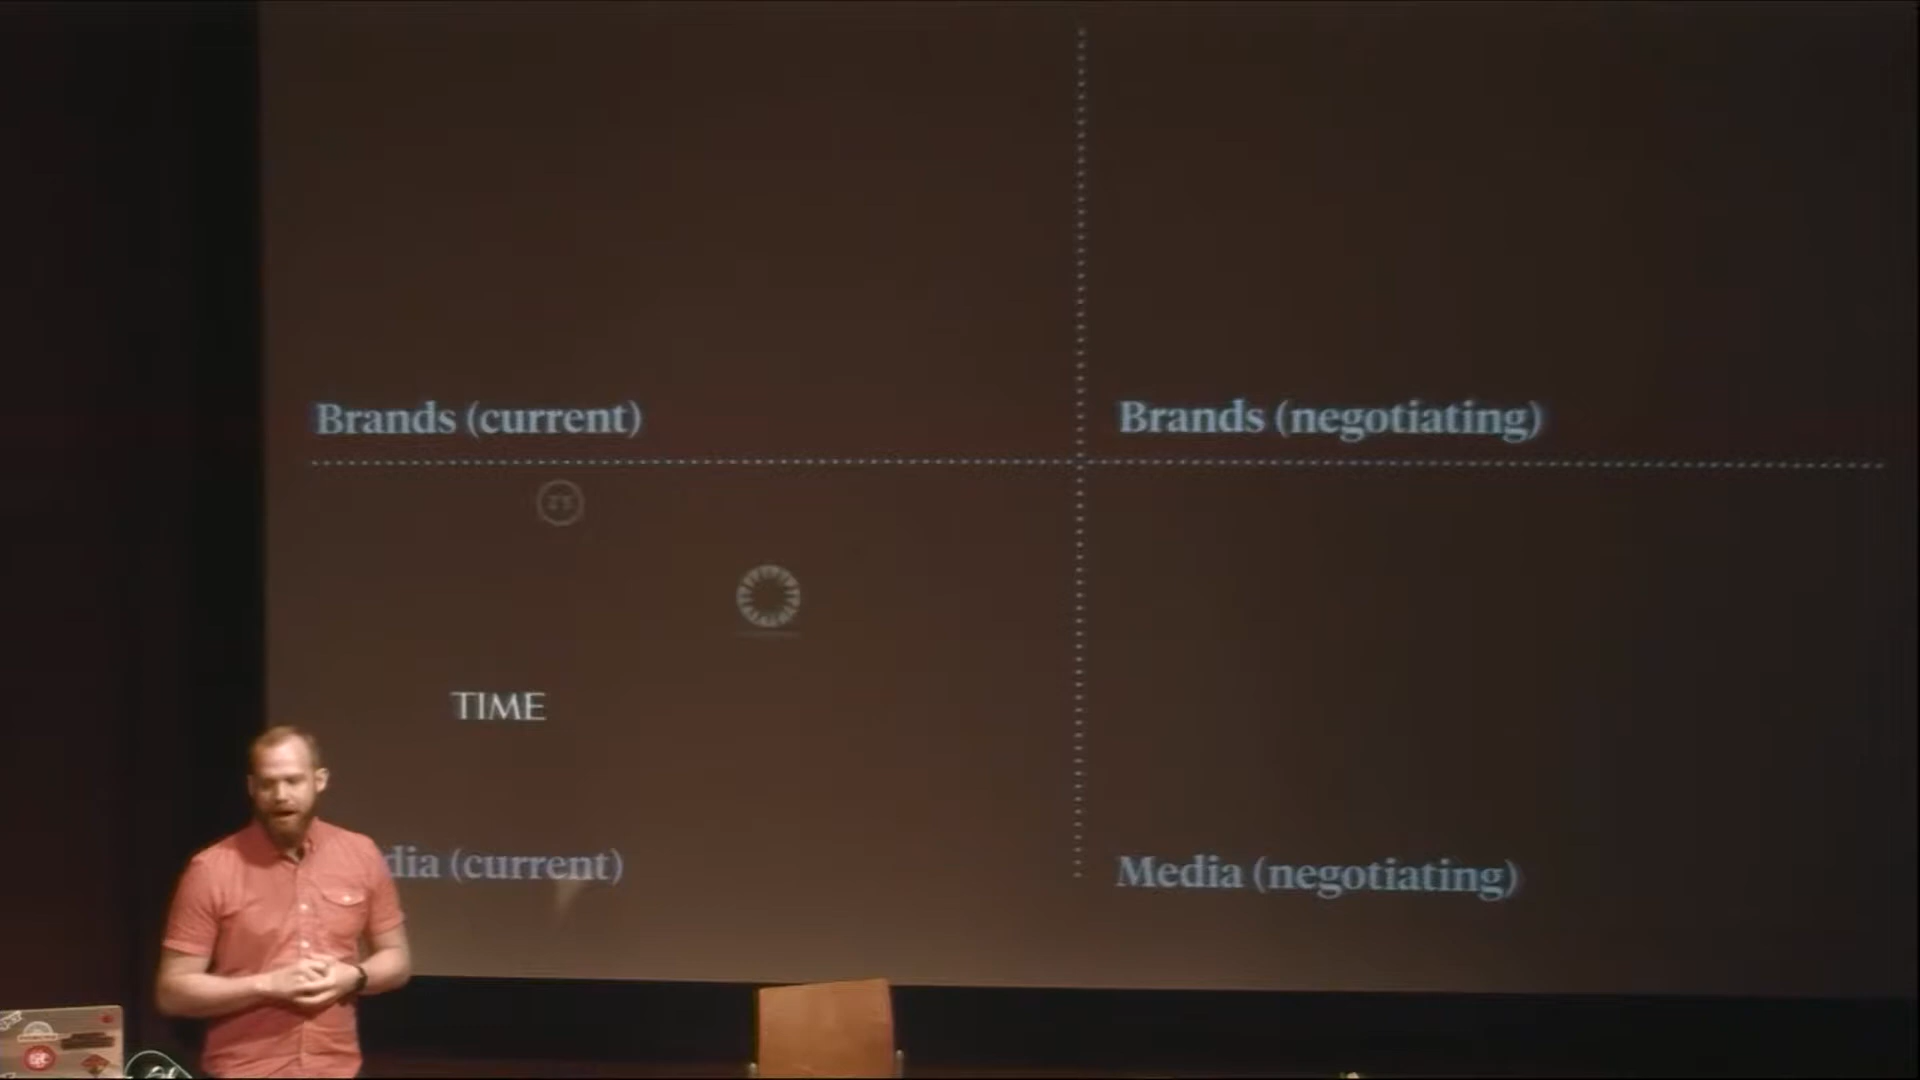 Brands (current)
Brands (negotiating)
TIME
dia (current)
Media (negotiating)